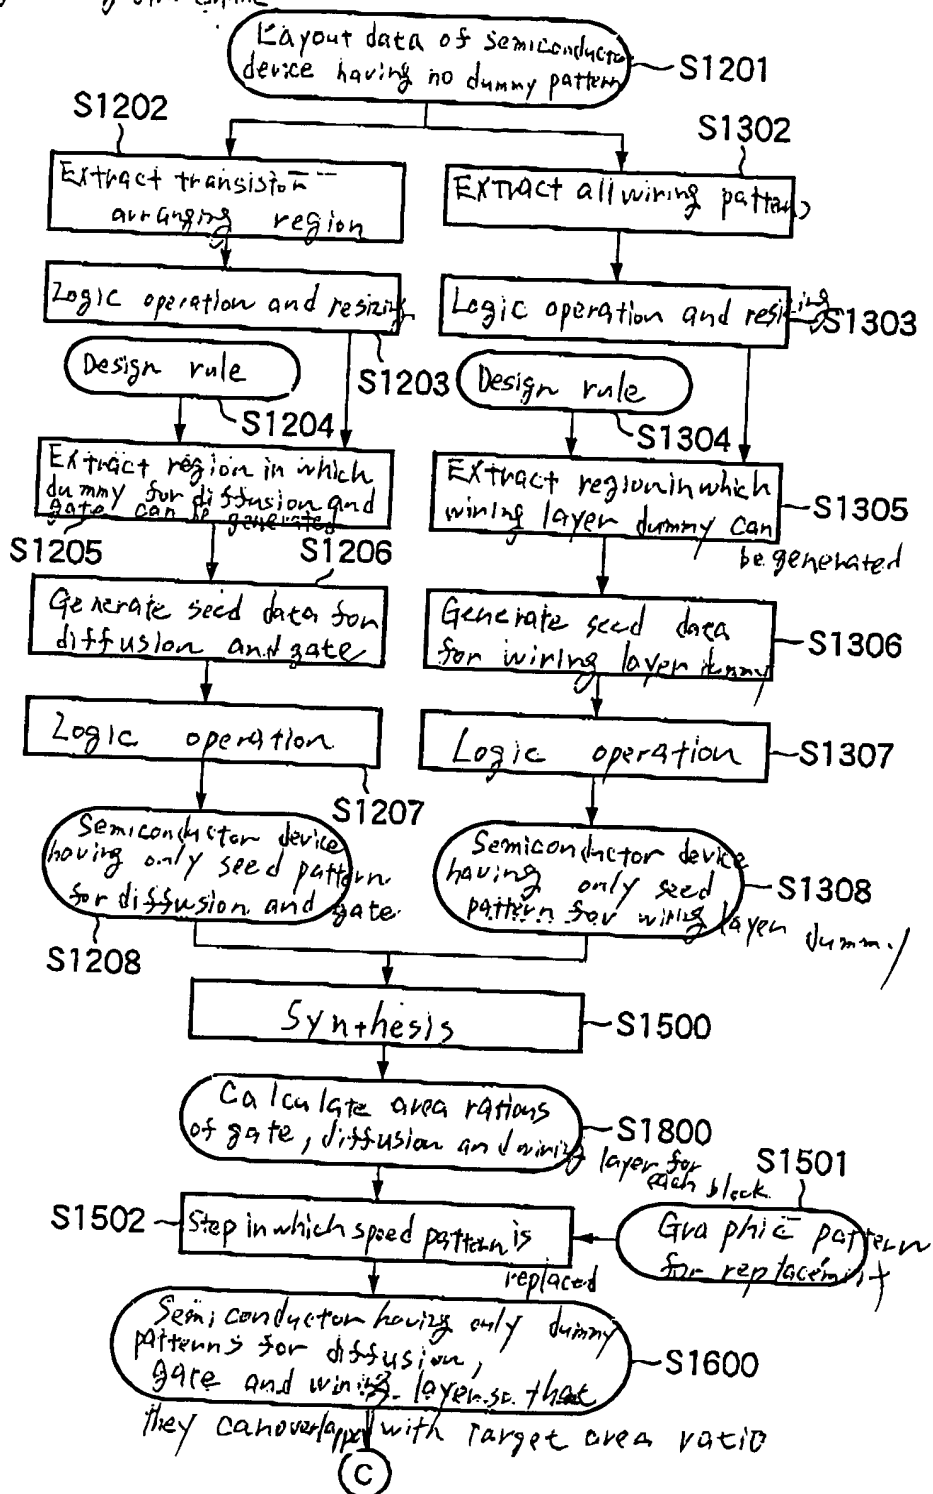 Layout data of semiconductor
device having no dummy pattern
S1201
S1202
S1302
Extract transistor
arranging region
Extract all wiring patterns
Logic operation and resizing
Logic operation and resizing
S1303
Design rule
S1203
Design rule
S1204
S1304
Extract region in which
dummy for diffusion and
gate can be generated
Extract region in which
wiring layer dummy can
be generated
S1305
S1205
S1206
Generate seed data for
diffusion and gate
Generate seed data
for wiring layer dummy
S1306
Logic operation
Logic operation
S1307
S1207
Semiconductor device
having only seed pattern
for diffusion and gate
Semiconductor device
having only seed
pattern for wiring layer dummy
S1308
S1208
Synthesis
S1500
Calculate area rations
of gate, diffusion and wiring layer for
each block
S1800
S1501
S1502
Step in which speed pattern is
replaced
Graphic pattern
for replacement
Semiconductor having only dummy
patterns for diffusion,
gate and wiring layer so that
they can overlapped with Target area ratio
S1600
C